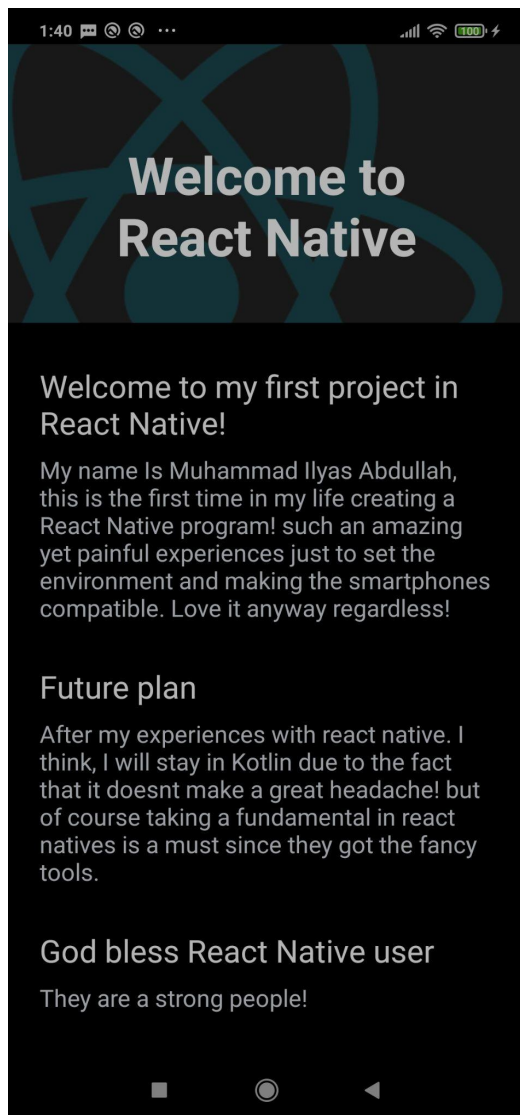 1:40
100
Welcome to
React Native
Welcome to my first project in
React Native!
My name Is Muhammad Ilyas Abdullah,
this is the first time in my life creating a
React Native program! such an amazing
yet painful experiences just to set the
environment and making the smartphones
compatible. Love it anyway regardless!
Future plan
After my experiences with react native. I
think, I will stay in Kotlin due to the fact
that it doesnt make a great headache! but
of course taking a fundamental in react
natives is a must since they got the fancy
tools.
God bless React Native user
They are a strong people!